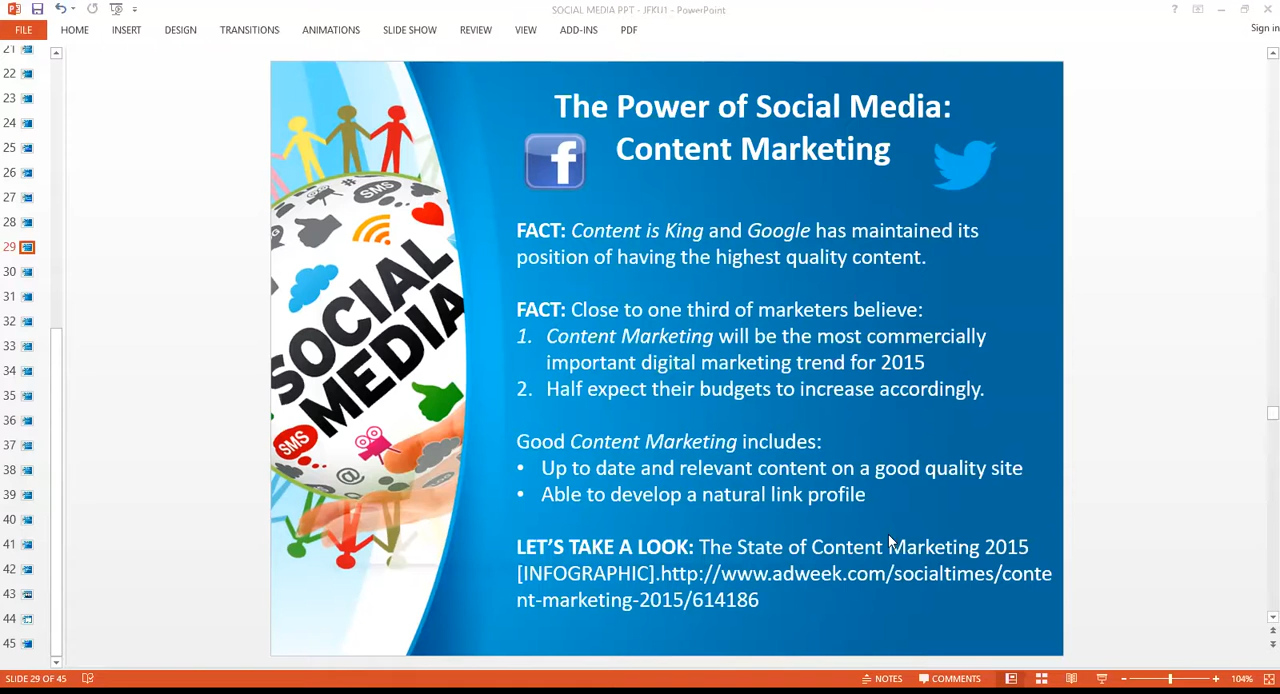 SOCIAL MEDIA PPT - JFKU1 - PowerPoint
FILE HOME INSERT DESIGN TRANSITIONS ANIMATIONS SLIDE SHOW REVIEW VIEW ADD-INS PDF Sign in
21
22
23
24
25
26
27
28
29
30
31
32
33
34
35
36
37
38
39
40
41
42
43
44
45
SMS
SOCIAL
MEDIA
SMS
@
The Power of Social Media:
Content Marketing
f
FACT: Content is King and Google has maintained its
position of having the highest quality content.
FACT: Close to one third of marketers believe:
1. Content Marketing will be the most commercially
important digital marketing trend for 2015
2. Half expect their budgets to increase accordingly.
Good Content Marketing includes:
• Up to date and relevant content on a good quality site
• Able to develop a natural link profile
LET'S TAKE A LOOK: The State of Content Marketing 2015
[INFOGRAPHIC].http://www.adweek.com/socialtimes/conte
nt-marketing-2015/614186
SLIDE 29 OF 45 NOTES COMMENTS 104%